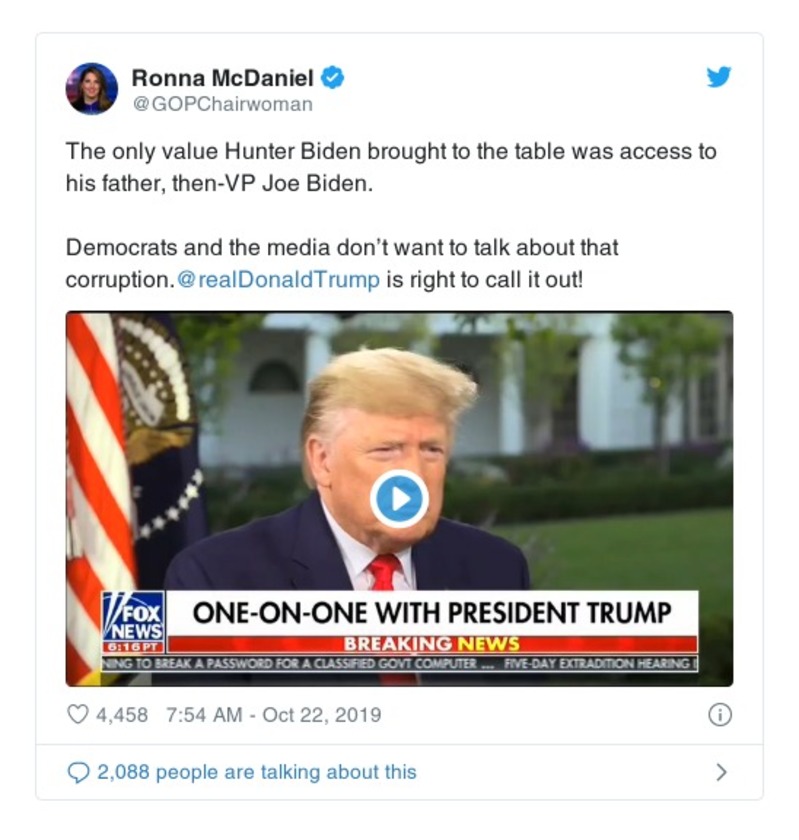 Ronna McDaniel
@GOPChairwoman
The only value Hunter Biden brought to the table was access to
his father, then-VP Joe Biden.
Democrats and the media don’t want to talk about that
corruption.@realDonaldTrump is right to call it out!
FOX
NEWS
6:16 PT
ONE-ON-ONE WITH PRESIDENT TRUMP
BREAKING NEWS
NING TO BREAK A PASSWORD FOR A CLASSIFIED GOVT COMPUTER ... FIVE-DAY EXTRADITION HEARING
4,458 7:54 AM - Oct 22, 2019
2,088 people are talking about this